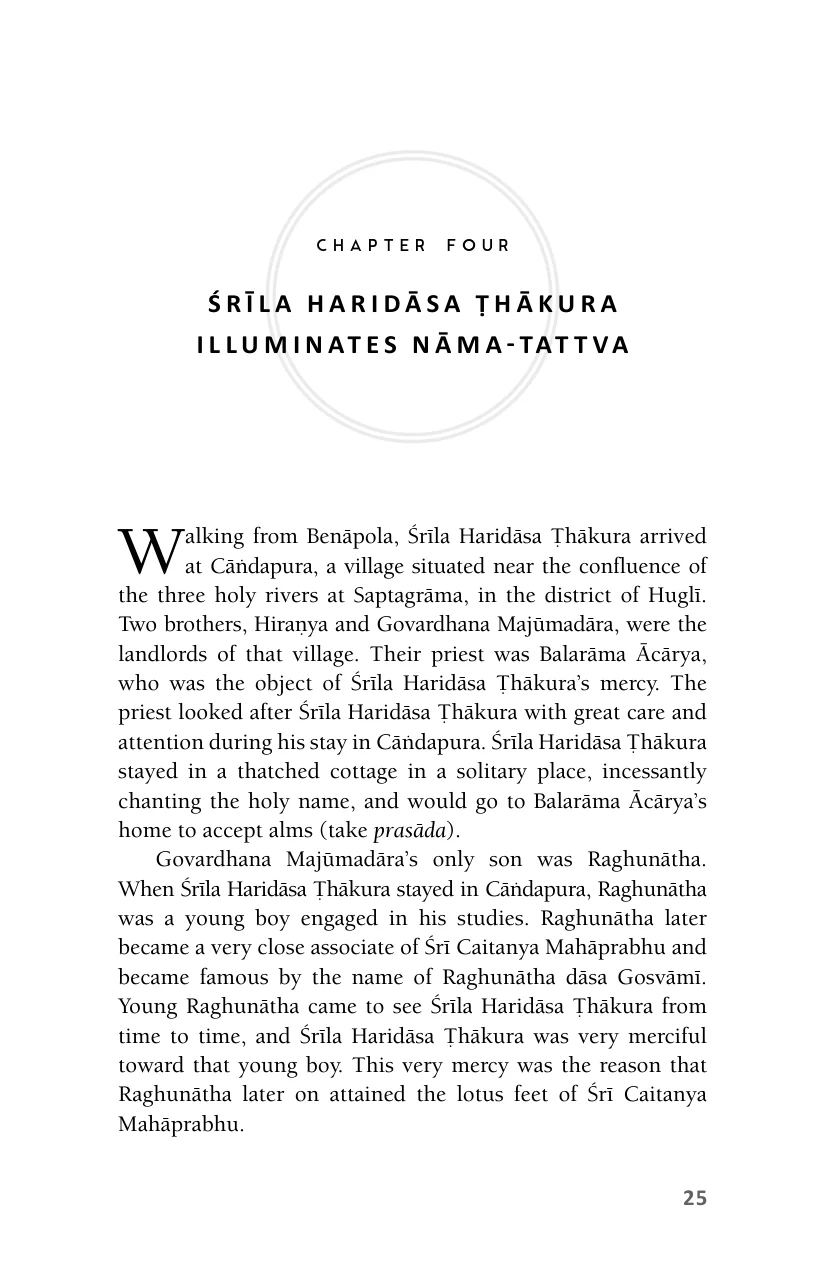 CHAPTER FOUR
ŚRĪLA HARIDĀSA ṬHĀKURA
ILLUMINATES NĀMA-TATTVA
Walking from Benāpola, Śrīla Haridāsa Ṭhākura arrived
at Cāṅdapura, a village situated near the confluence of
the three holy rivers at Saptagrāma, in the district of Huglī.
Two brothers, Hiraṇya and Govardhana Majūmadāra, were the
landlords of that village. Their priest was Balarāma Ācārya,
who was the object of Śrīla Haridāsa Ṭhākura’s mercy. The
priest looked after Śrīla Haridāsa Ṭhākura with great care and
attention during his stay in Cāṅdapura. Śrīla Haridāsa Ṭhākura
stayed in a thatched cottage in a solitary place, incessantly
chanting the holy name, and would go to Balarāma Ācārya’s
home to accept alms (take prasāda).
Govardhana Majūmadāra’s only son was Raghunātha.
When Śrīla Haridāsa Ṭhākura stayed in Cāṅdapura, Raghunātha
was a young boy engaged in his studies. Raghunātha later
became a very close associate of Śrī Caitanya Mahāprabhu and
became famous by the name of Raghunātha dāsa Gosvāmī.
Young Raghunātha came to see Śrīla Haridāsa Ṭhākura from
time to time, and Śrīla Haridāsa Ṭhākura was very merciful
toward that young boy. This very mercy was the reason that
Raghunātha later on attained the lotus feet of Śrī Caitanya
Mahāprabhu.
25